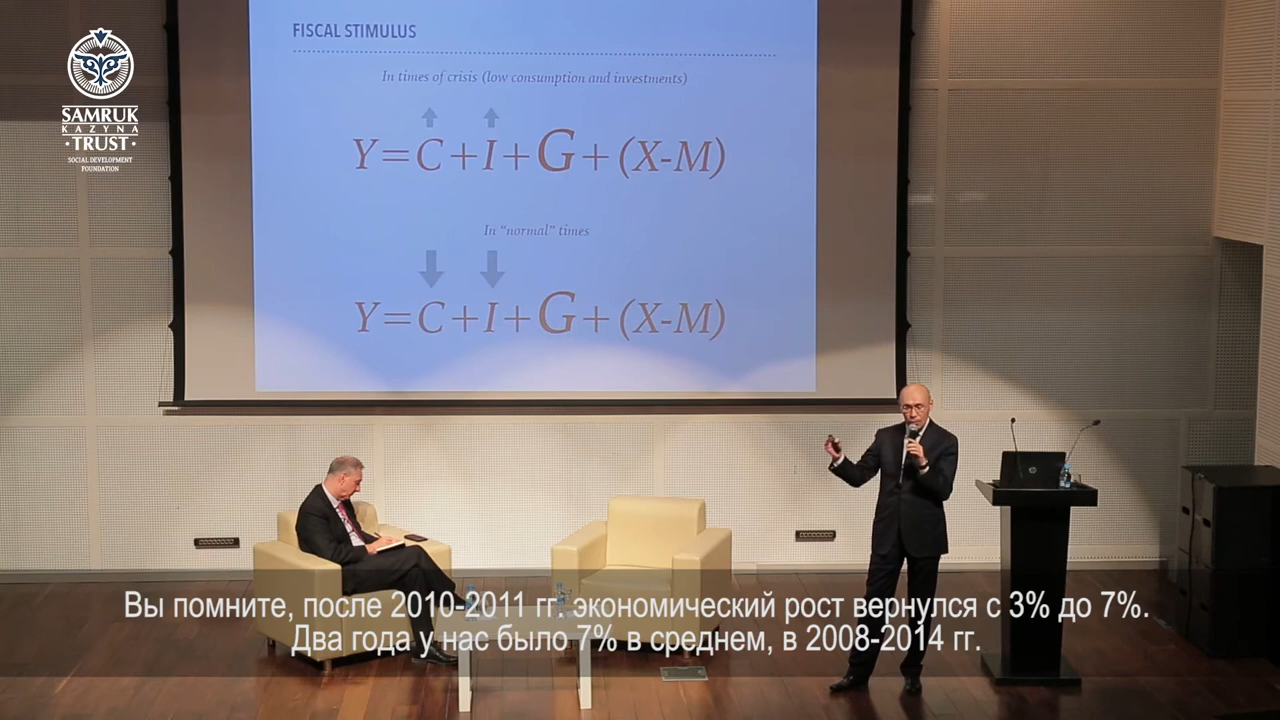 SAMRUK
KAZYNA
·TRUST·
SOCIAL DEVELOPMENT
FOUNDATION
FISCAL STIMULUS
In times of crisis (low consumption and investments)
Y=C+I+G+(X-M)
In "normal" times
Y=C+I+G+(X-M)
Вы помните, после 2010-2011 гг. экономический рост вернулся с 3% до 7%.
Два года у нас было 7% в среднем, в 2008-2014 гг.